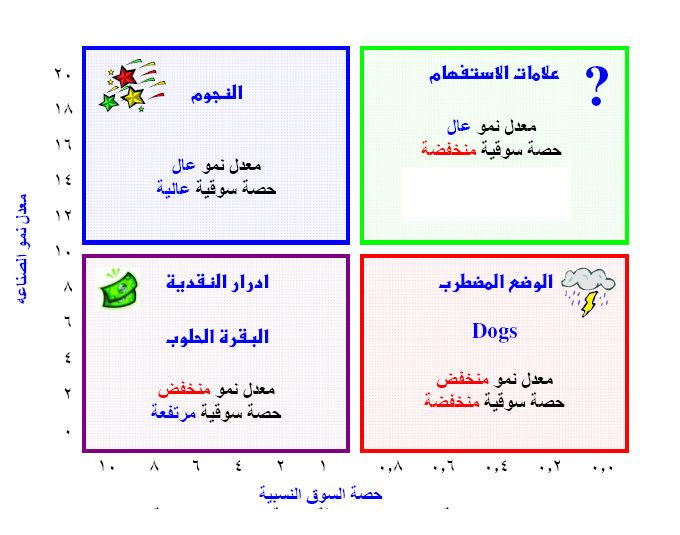 علامات الاستفهام
?
معدل نمو عال
حصة سوقية منخفضة
النجوم
معدل نمو عال
حصة سوقية عالية
الوضع المضطرب
Dogs
معدل نمو منخفض
حصة سوقية منخفضة
ادرار النقدية
البقرة الحلوب
معدل نمو منخفض
حصة سوقية مرتفعة
معدل نمو الصناعه
٢٠
١٨
١٦
١٤
١٢
١٠
٨
٦
٤
٢
٠
١٠ ٨ ٦ ٤ ٢ ١ ٠,٨ ٠,٦ ٠,٤ ٠,٢ ٠,٠
حصة السوق النسبية